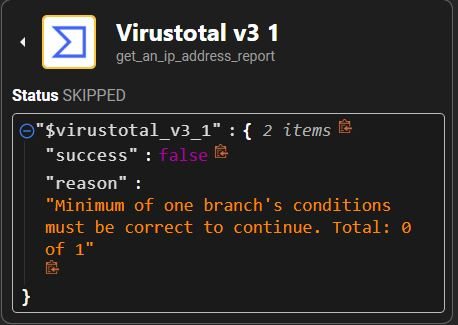 Virustotal v3 1
get_an_ip_address_report
Status SKIPPED
"$virustotal_v3_1" : { 2 items
"success" : false
"reason" :
"Minimum of one branch's conditions
must be correct to continue. Total: 0
of 1"
}